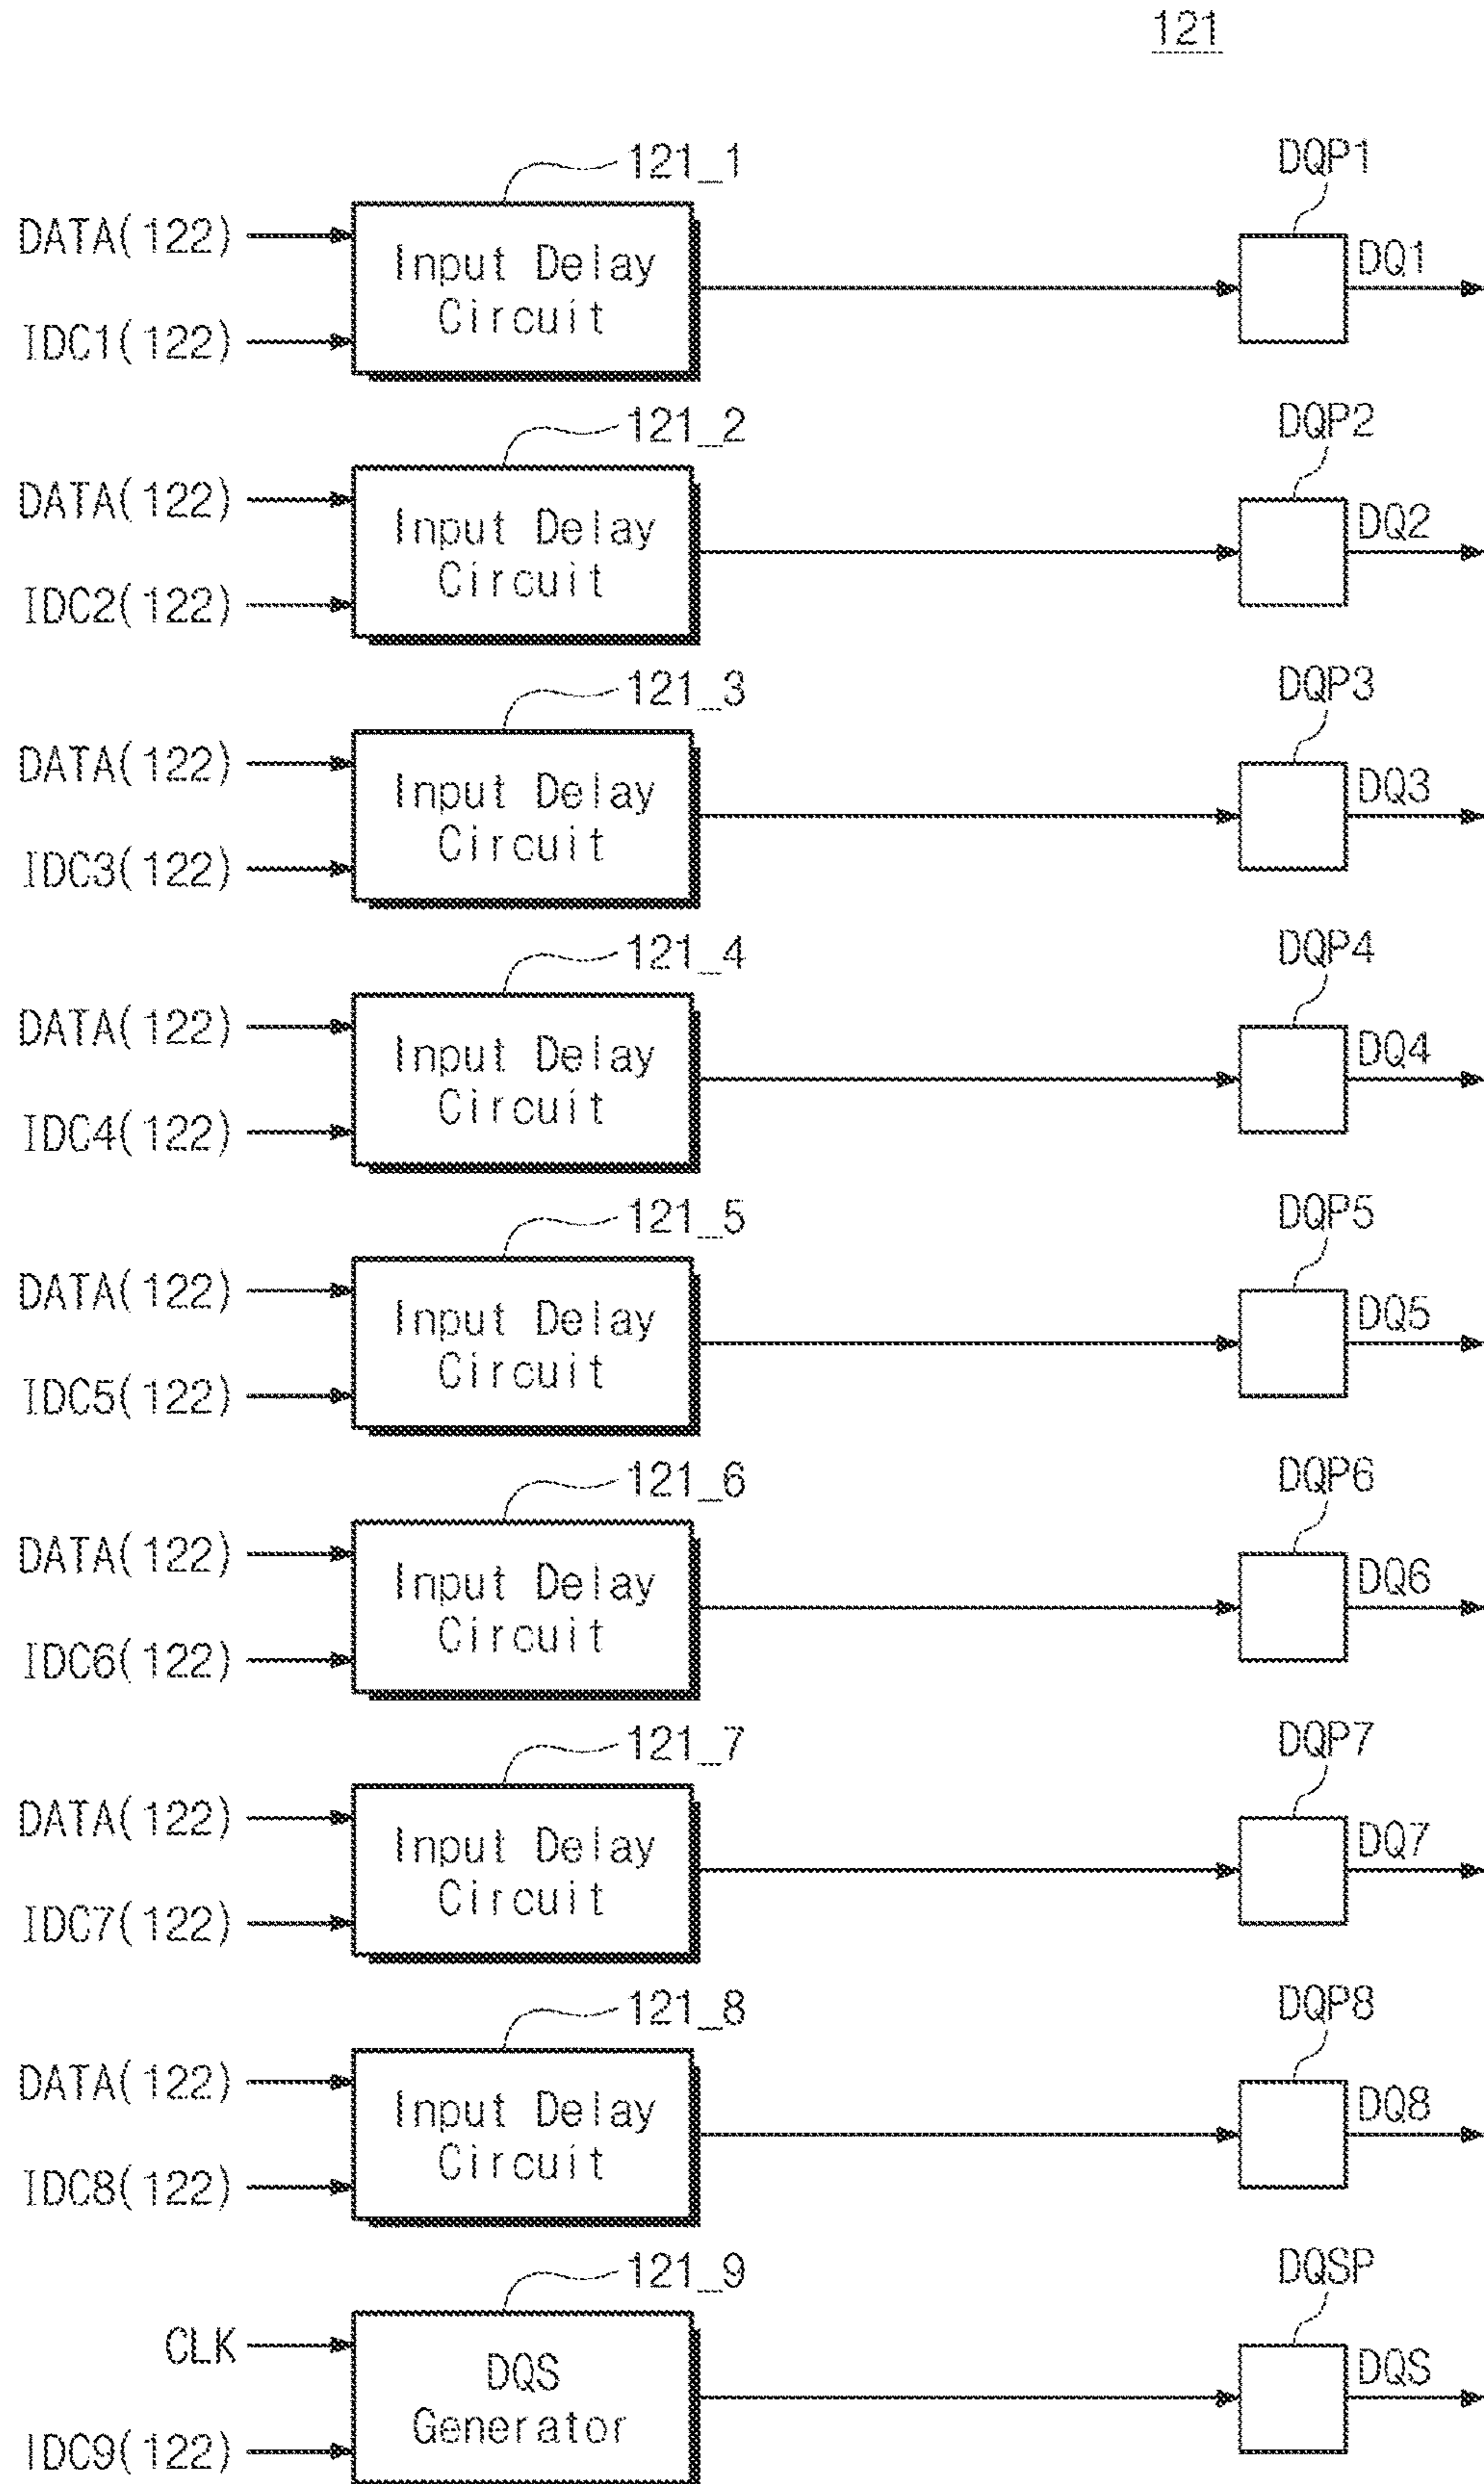 121
121_1
DQP1
DATA(122)
Input Delay
Circuit
DQ1
IDC1(122)
121_2
DQP2
DATA(122)
Input Delay
Circuit
DQ2
IDC2(122)
121_3
DQP3
DATA(122)
Input Delay
Circuit
DQ3
IDC3(122)
121_4
DQP4
DATA(122)
Input Delay
Circuit
DQ4
IDC4(122)
121_5
DQP5
DATA(122)
Input Delay
Circuit
DQ5
IDC5(122)
121_6
DQP6
DATA(122)
Input Delay
Circuit
DQ6
IDC6(122)
121_7
DQP7
DATA(122)
Input Delay
Circuit
DQ7
IDC7(122)
121_8
DQP8
DATA(122)
Input Delay
Circuit
DQ8
IDC8(122)
121_9
DQSP
CLK
DQS
Generator
DQS
IDC9(122)